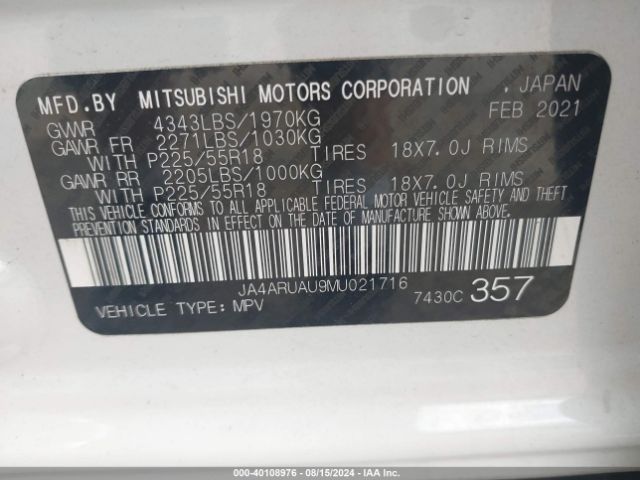 MFD.BY MITSUBISHI MOTORS CORPORATION . JAPAN
GVWR 4343LBS/1970KG FEB 2021
GAWR FR 2271LBS/1030KG
WITH P225/55R18 TIRES 18X7.0J RIMS
GAWR RR 2205LBS/1000KG
WITH P225/55R18 TIRES 18X7.0J RIMS
THIS VEHICLE CONFORMS TO ALL APPLICABLE FEDERAL MOTOR VEHICLE SAFETY AND THEFT
PREVENTION STANDARDS IN EFFECT ON THE DATE OF MANUFACTURE SHOWN ABOVE.
JA4ARUAU9MU021716
VEHICLE TYPE: MPV 7430C 357
000-40108976 - 08/15/2024 - IAAI.COM